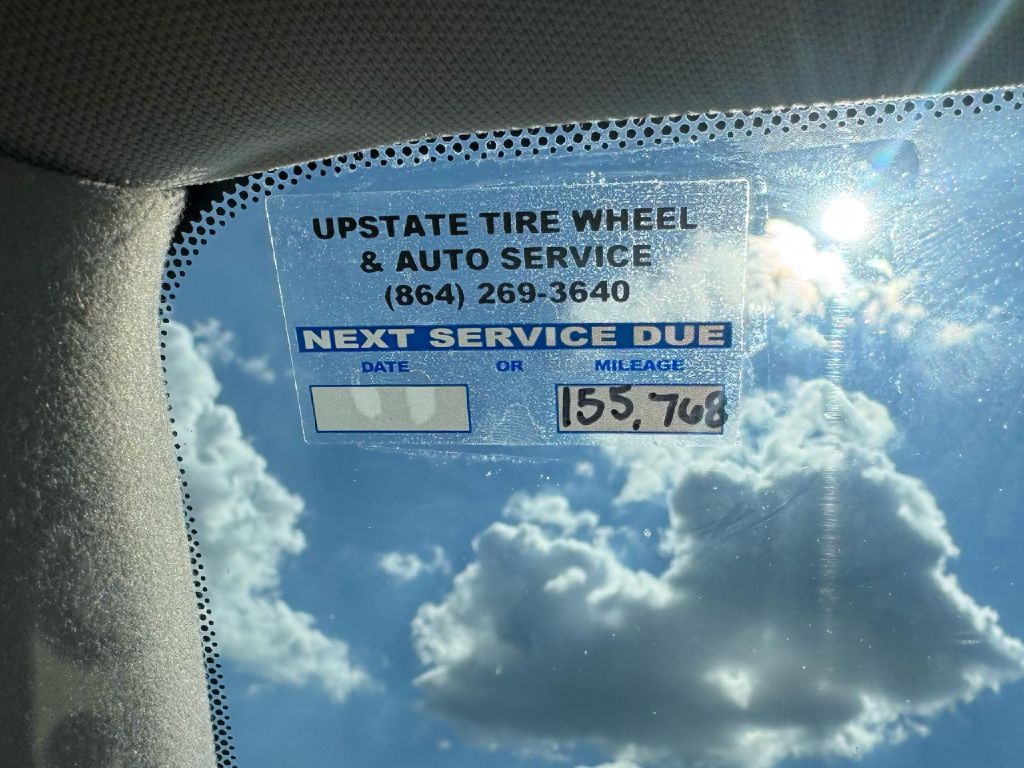 UPSTATE TIRE WHEEL
& AUTO SERVICE
(864) 269-3640
NEXT SERVICE DUE
DATE OR MILEAGE
155,768